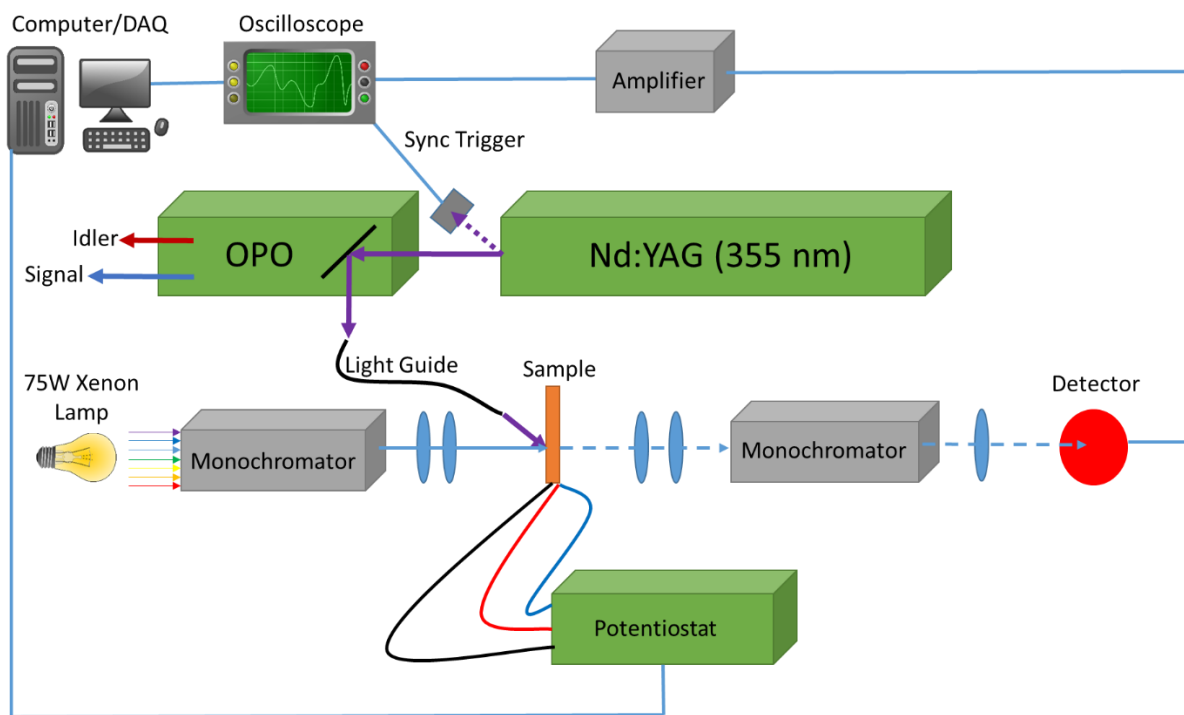 Computer/DAQ
Oscilloscope
Amplifier
Sync Trigger
Idler
Signal
OPO
Nd:YAG (355 nm)
Light Guide
Sample
75W Xenon
Lamp
Detector
Monochromator
Monochromator
Potentiostat